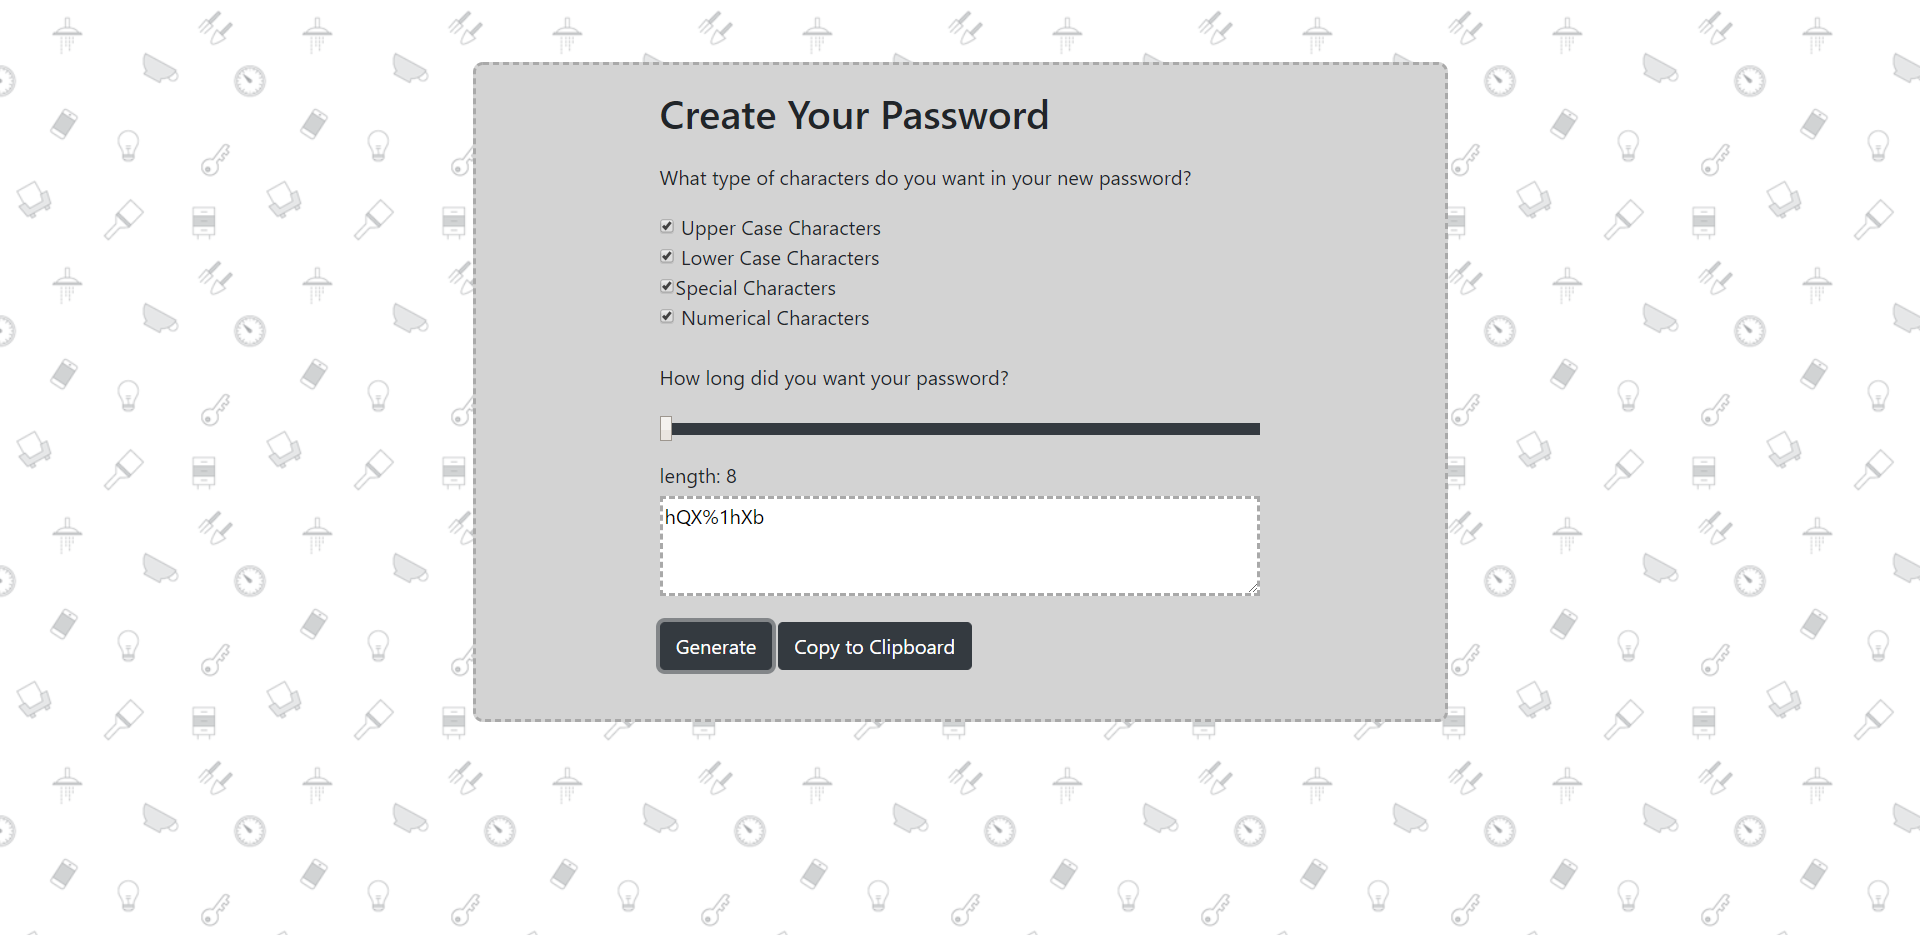 Create Your Password
What type of characters do you want in your new password?
Upper Case Characters
Lower Case Characters
Special Characters
Numerical Characters
How long did you want your password?
length: 8
hQX%1hXb
Generate Copy to Clipboard